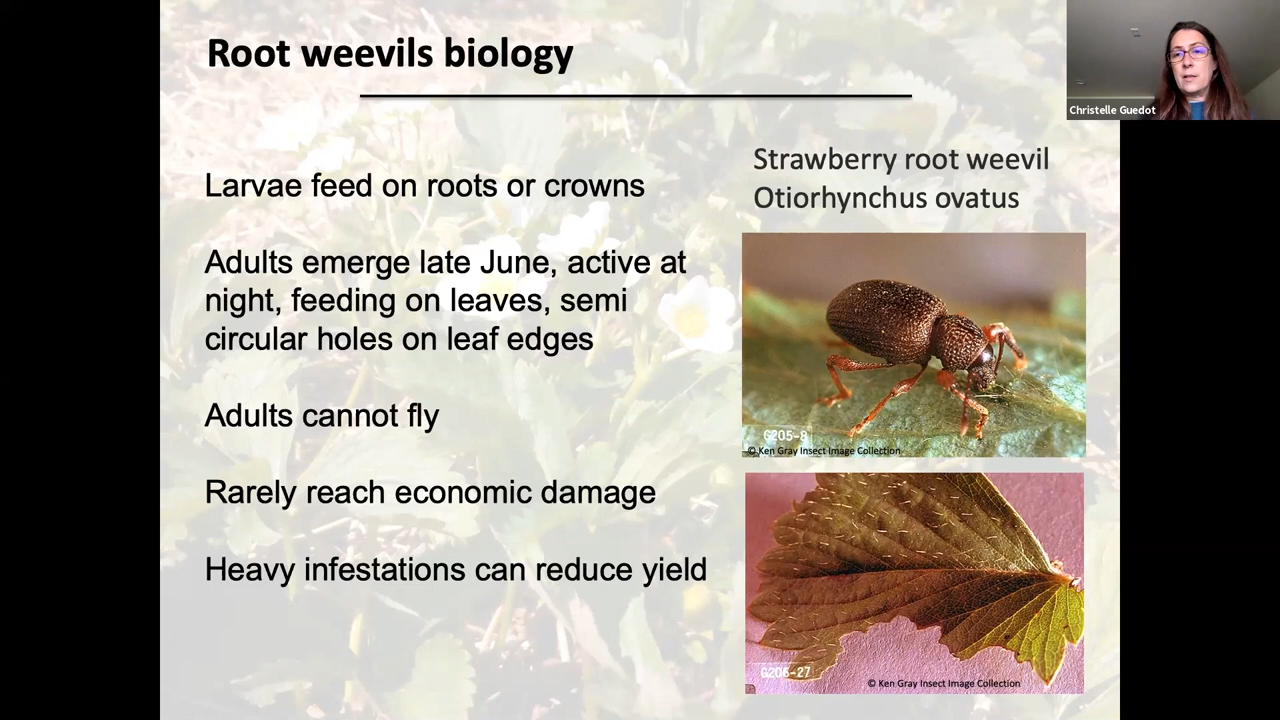 Root weevils biology
Christelle Guedot
Larvae feed on roots or crowns
Adults emerge late June, active at
night, feeding on leaves, semi
circular holes on leaf edges
Adults cannot fly
Rarely reach economic damage
Heavy infestations can reduce yield
Strawberry root weevil
Otiorhynchus ovatus
G205-8
© Ken Gray Insect Image Collection
G206-27
© Ken Gray Insect Image Collection